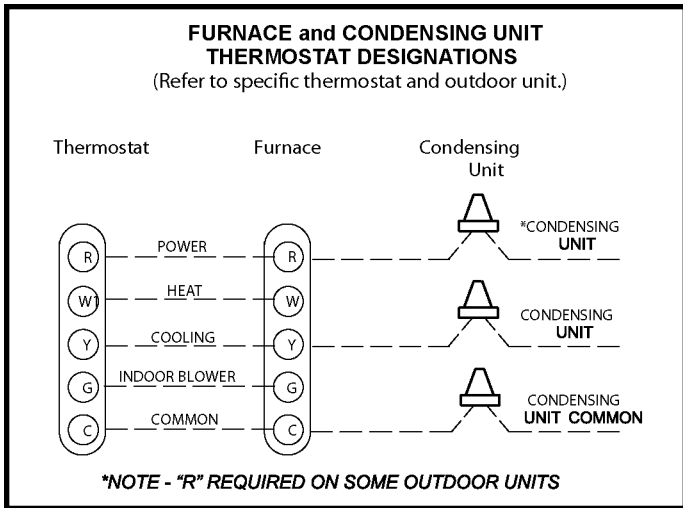 FURNACE and CONDENSING UNIT
THERMOSTAT DESIGNATIONS
(Refer to specific thermostat and outdoor unit.)
Thermostat
Furnace
Condensing
Unit
R
POWER
R
*CONDENSING
UNIT
W1
HEAT
W
Y
COOLING
Y
CONDENSING
UNIT
G
INDOOR BLOWER
G
C
COMMON
C
CONDENSING
UNIT COMMON
*NOTE - "R" REQUIRED ON SOME OUTDOOR UNITS